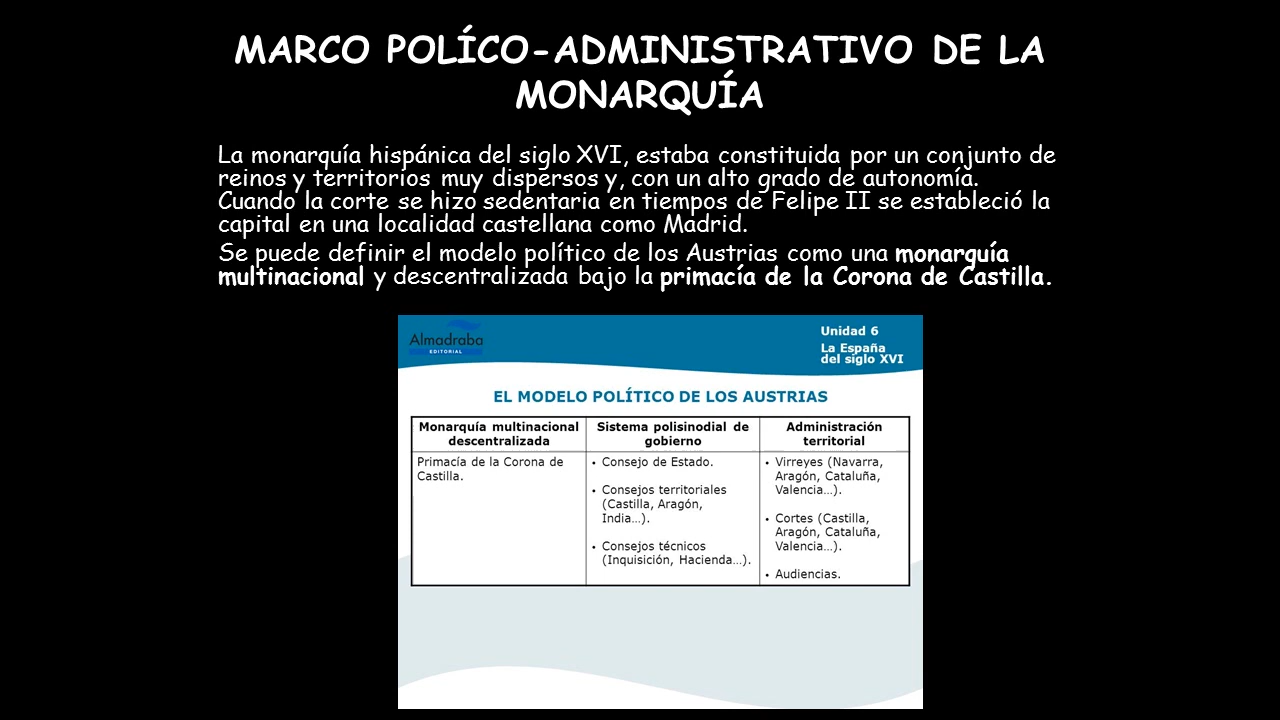 MARCO POLÍCO-ADMINISTRATIVO DE LA
MONARQUÍA
La monarquía hispánica del siglo XVI, estaba constituida por un conjunto de
reinos y territorios muy dispersos y, con un alto grado de autonomía.
Cuando la corte se hizo sedentaria en tiempos de Felipe II se estableció la
capital en una localidad castellana como Madrid.
Se puede definir el modelo político de los Austrias como una monarquía
multinacional y descentralizada bajo la primacía de la Corona de Castilla.
Almadraba
EDITORIAL
Unidad 6
La España
del siglo XVI
EL MODELO POLÍTICO DE LOS AUSTRIAS
Monarquía multinacional
descentralizada
Sistema polisinodial de
gobierno
Administración
territorial
Primacía de la Corona de
Castilla.
• Consejo de Estado.
• Consejos territoriales
(Castilla, Aragón,
India...).
• Consejos técnicos
(Inquisición, Hacienda...).
• Virreyes (Navarra,
Aragón, Cataluña,
Valencia...).
• Cortes (Castilla,
Aragón, Cataluña,
Valencia...).
• Audiencias.